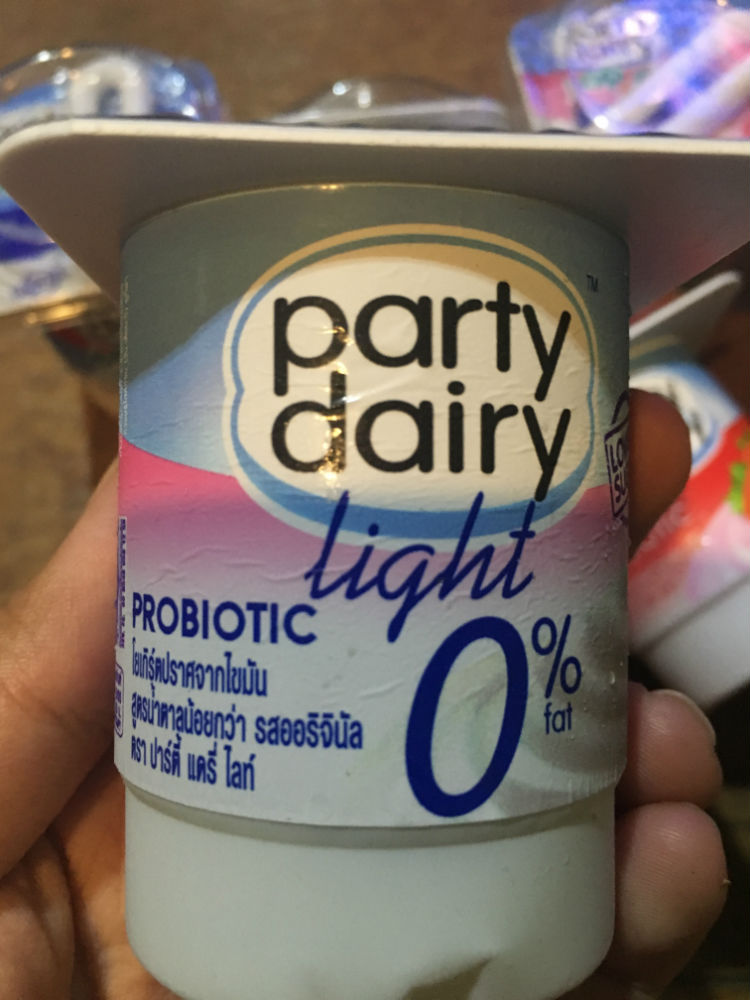 party
dairy
TM
light
PROBIOTIC
0%
fat
โยเกิร์ตปราศจากไขมัน
สูตรน้ำตาลน้อยกว่า รสออริจินัล
ตรา ปาร์ตี้ แดรี่ ไลท์
party
dairy